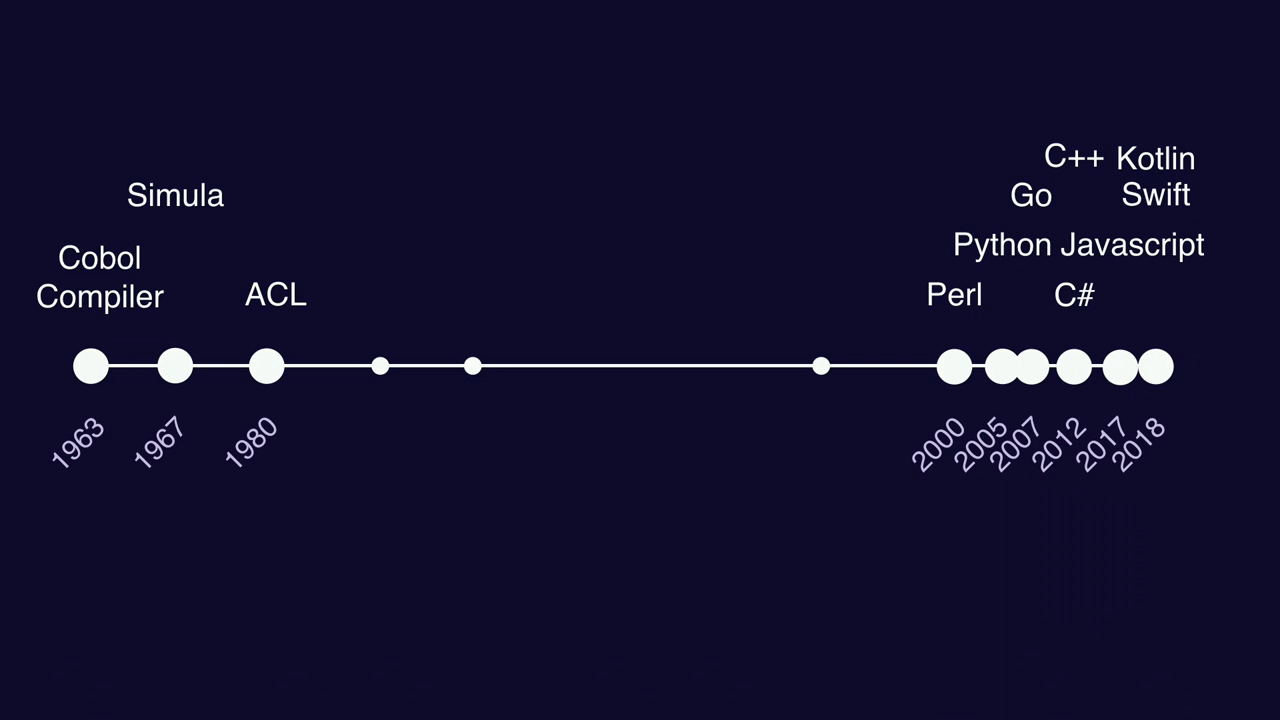 C++ Kotlin
Simula Go Swift
Cobol
Python Javascript
Compiler ACL Perl C#
1963 1967 1980 2000 2005 2007 2012 2017 2018